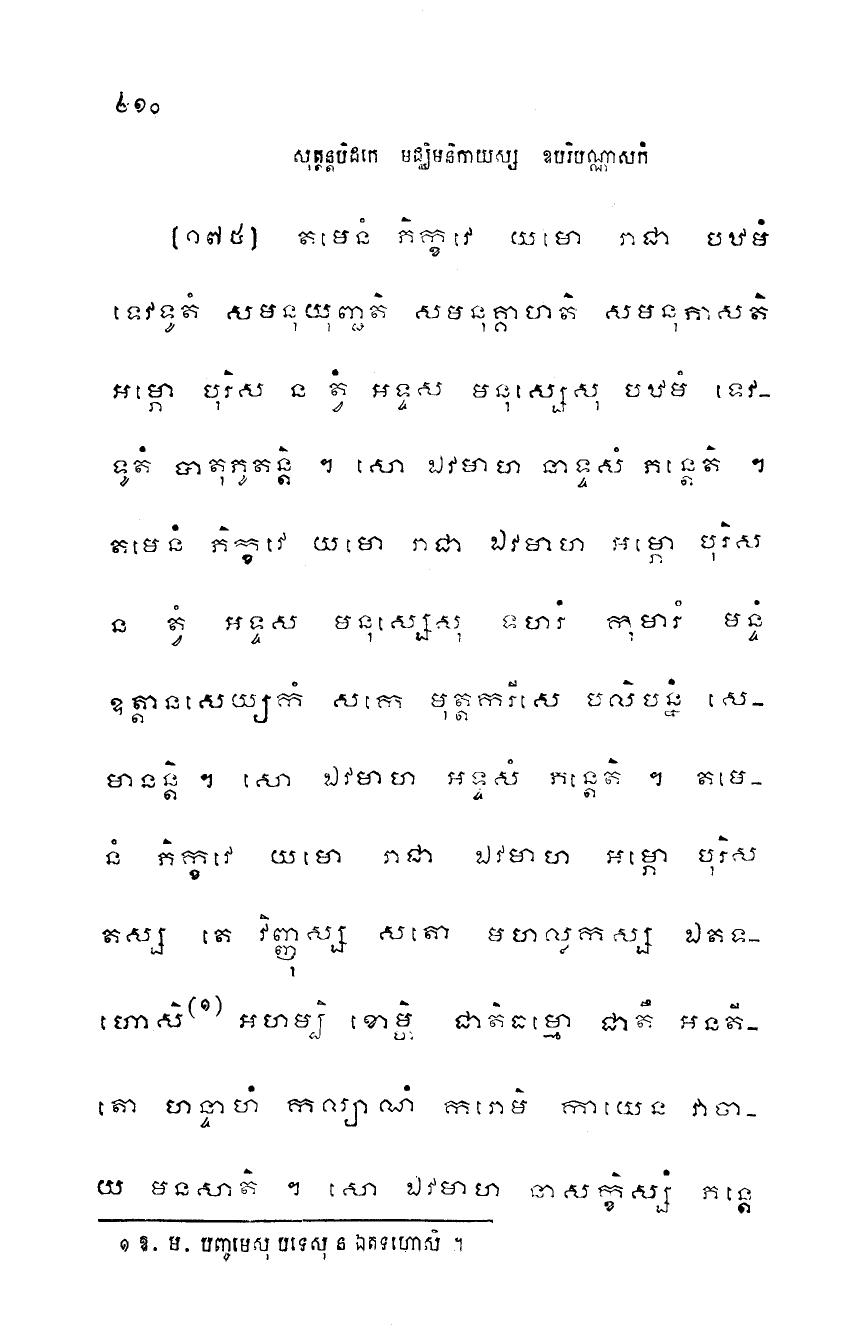 ៤១០
សុត្តន្តបិដកេ មជ្ឈិមនិកាយស្ស ឧបរិបណ្ណាសកំ
[១៧៥] តមេនំ ភិក្ខវេ យមោ រាជា បឋមំ
ទេវទូតំ សមនុយុញ្ជតិ សមនុគ្គាហតិ សមនុភាសតិ
អម្ភោ បុរិស ន ត្វំ អទ្ទស មនុស្សេសុ បឋមំ ទេវ-
ទូតំ បាតុភូតន្តិ ។ សោ ឯវមាហ នាទ្ទសំ ភន្តេតិ ។
តមេនំ ភិក្ខវេ យមោ រាជា ឯវមាហ អម្ភោ បុរិស
ន ត្វំ អទ្ទស មនុស្សេសុ ទហរំ កុមារំ មន្ទំ
ឧត្តានសេយ្យកំ សកេ មុត្តករីសេ បលិបន្នំ សេ-
មានន្តិ ។ សោ ឯវមាហ អទ្ទសំ ភន្តេតិ ។ តមេ-
នំ ភិក្ខវេ យមោ រាជា ឯវមាហ អម្ភោ បុរិស
តស្ស តេ វិញ្ញុស្ស សតោ មហល្លកស្ស ឯតទ-
ហោសិ(១) អហម្បិ ខោម្ហិ ជាតិធម្មោ ជាតឹ អនតី-
តោ ហន្ទាហំ កល្យាណំ ករោមិ កាយេន វាចា-
យ មនសាតិ ។ សោ ឯវមាហ នាសក្ខិស្សំ ភន្តេ
១ ឱ. ម. បញ្ចមេសុ បទេសុ ន ឯតទហោសិ ។